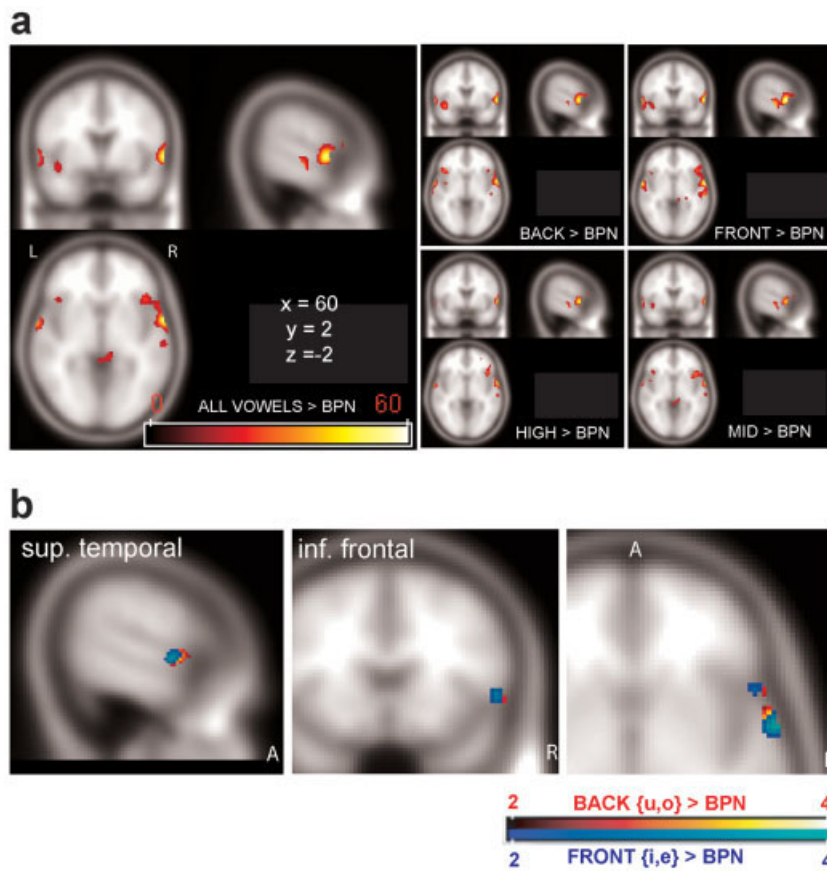 a
L R
x = 60
y = 2
z =-2
0 ALL VOWELS > BPN 60
BACK > BPN
FRONT > BPN
HIGH > BPN
MID > BPN
b
sup. temporal
A
inf. frontal
R
A
2 BACK {u,o} > BPN 4
2 FRONT {i,e} > BPN 4